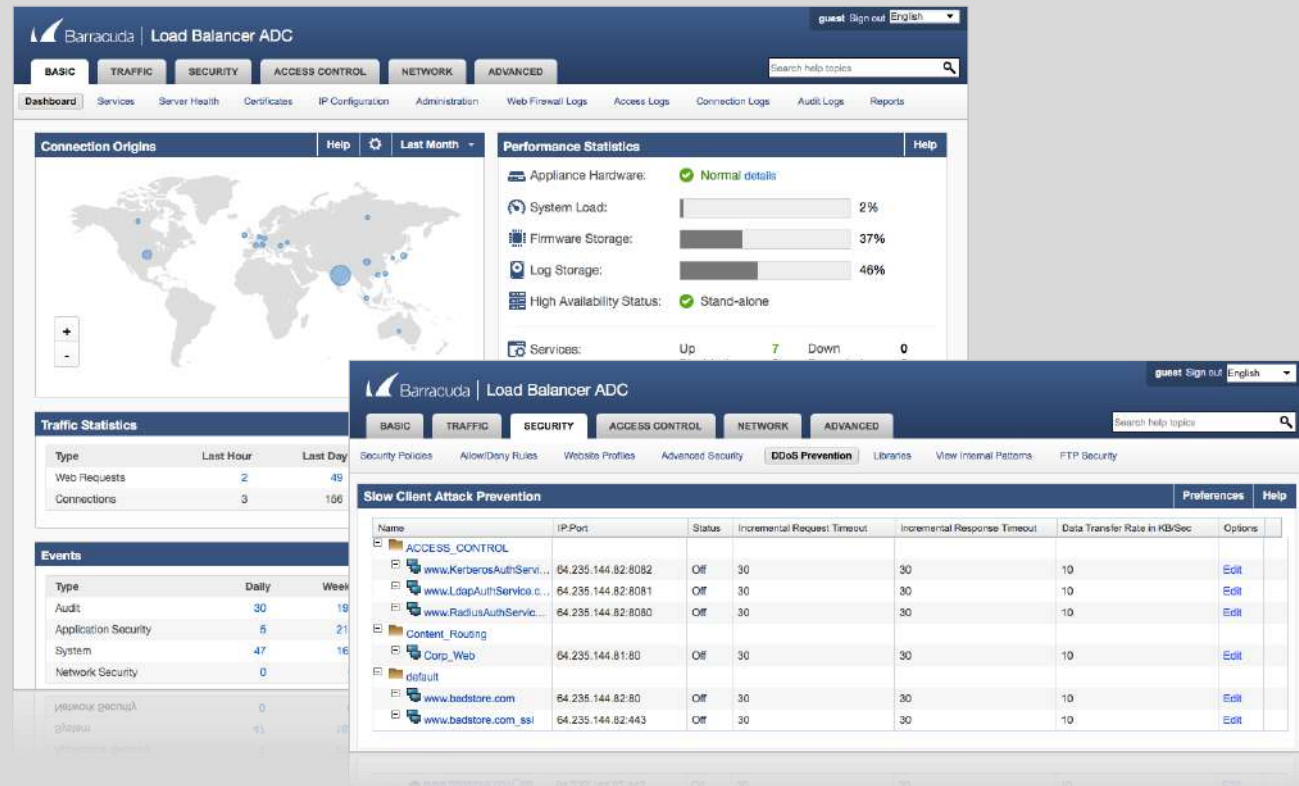 guest Sign out English
Barracuda | Load Balancer ADC
BASIC TRAFFIC SECURITY ACCESS CONTROL NETWORK ADVANCED
Search help topics
Dashboard Services Server Health Certificates IP Configuration Administration Web Firewall Logs Access Logs Connection Logs Audit Logs Reports
Connection Origins Help Last Month
+
-
Performance Statistics Help
Appliance Hardware: Normal details
System Load: 2%
Firmware Storage: 37%
Log Storage: 46%
High Availability Status: Stand-alone
Services: Up 7 Down 0
Traffic Statistics
Type Last Hour Last Day
Web Requests 2 49
Connections 3 166
Events
Type Daily Week
Audit 30 19
Application Security 5 21
System 47 16
Network Security 0
guest Sign out English
Barracuda | Load Balancer ADC
BASIC TRAFFIC SECURITY ACCESS CONTROL NETWORK ADVANCED
Search help topics
Security Policies Allow/Deny Rules Website Profiles Advanced Security DDoS Prevention Libraries View Internal Patterns FTP Security
Slow Client Attack Prevention Preferences Help
Name IP:Port Status Incremental Request Timeout Incremental Response Timeout Data Transfer Rate in KB/Sec Options
ACCESS_CONTROL
www.KerberosAuthServi... 64.235.144.82:8082 Off 30 30 10 Edit
www.LdapAuthService.c... 64.235.144.82:8081 Off 30 30 10 Edit
www.RadiusAuthServic... 64.235.144.82:8080 Off 30 30 10 Edit
Content_Routing
Corp_Web 64.235.144.81:80 Off 30 30 10 Edit
default
www.badstore.com 64.235.144.82:80 Off 30 30 10 Edit
www.badstore.com_ssl 64.235.144.82:443 Off 30 30 10 Edit